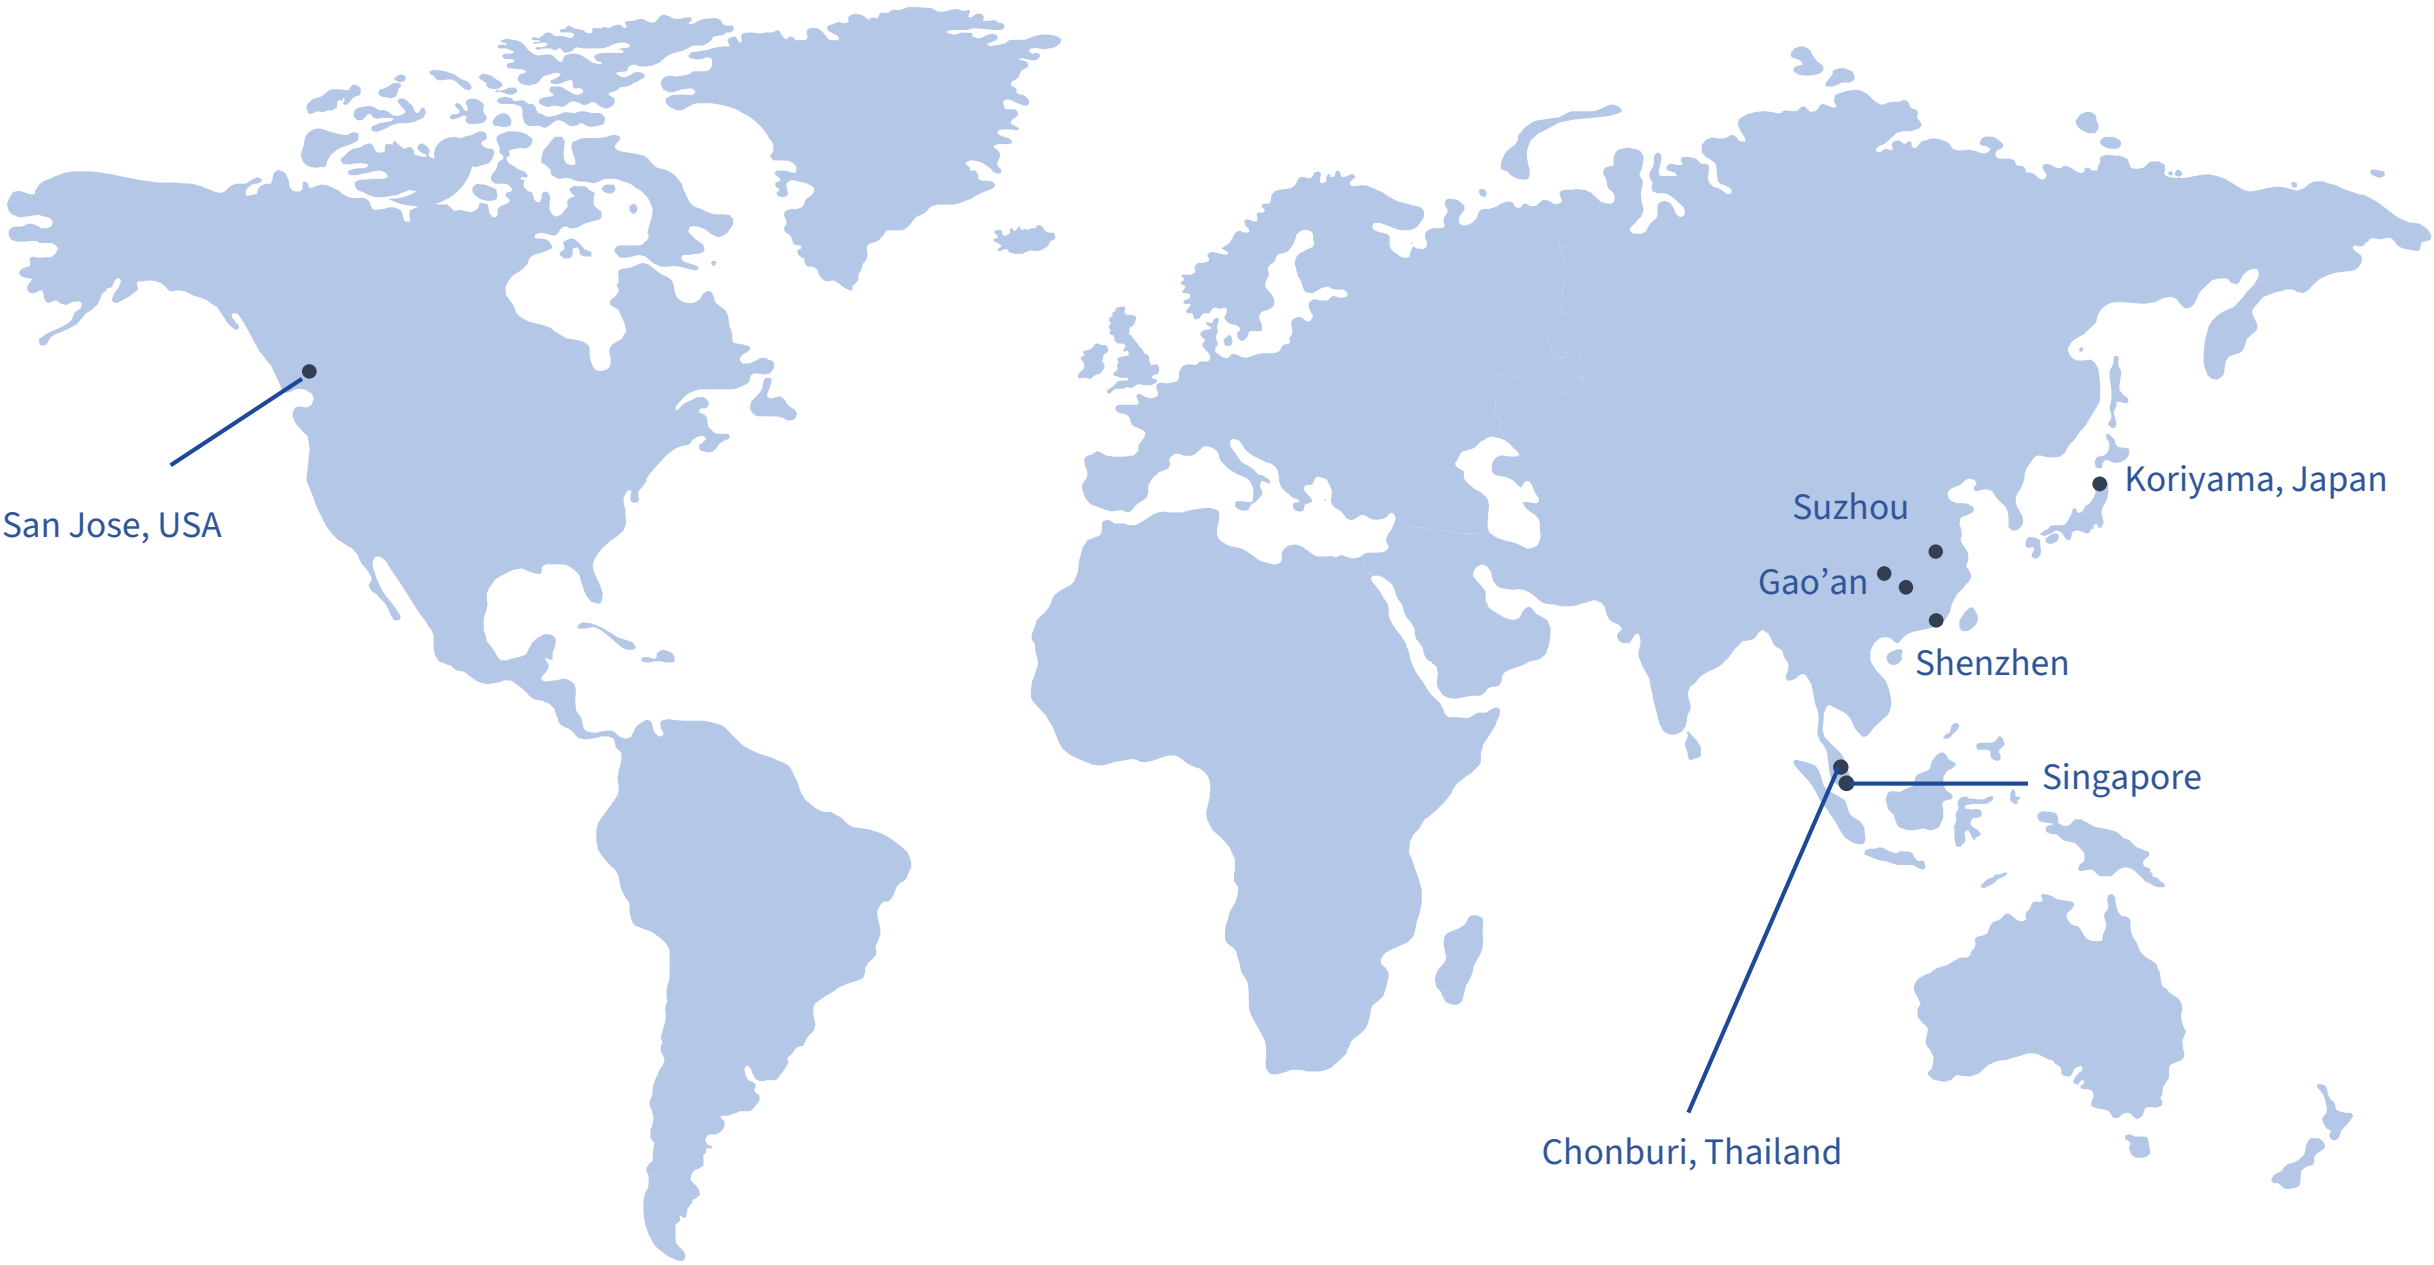 Koriyama, Japan
Suzhou
San Jose, USA
Gao’an
Shenzhen
Singapore
Chonburi, Thailand